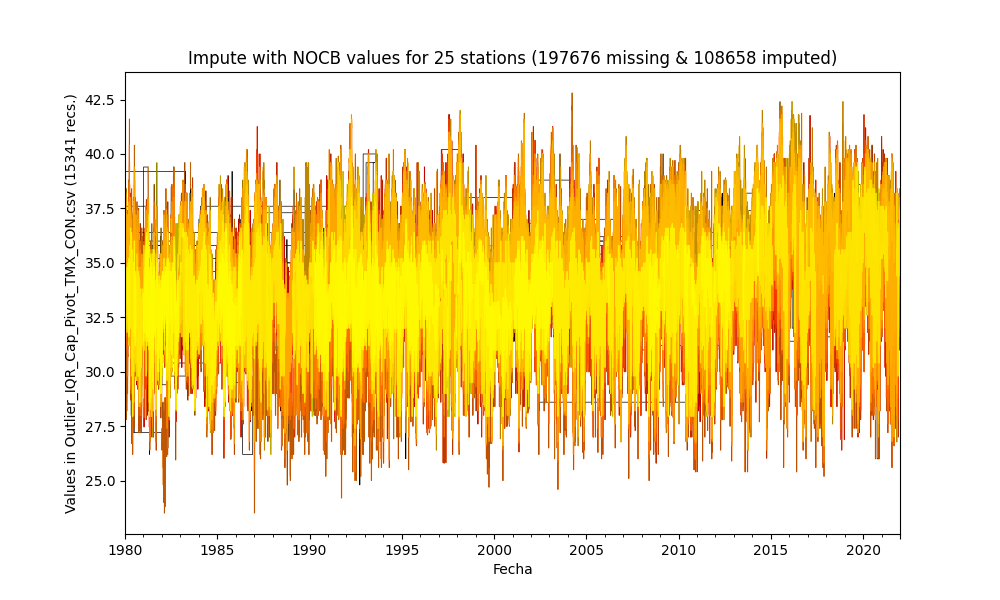 Impute with NOCB values for 25 stations (197676 missing & 108658 imputed)
Values in Outlier_IQR_Cap_Pivot_TMX_CON.csv (15341 recs.)
42.5
40.0
37.5
35.0
32.5
30.0
27.5
25.0
1980 1985 1990 1995 2000 2005 2010 2015 2020
Fecha